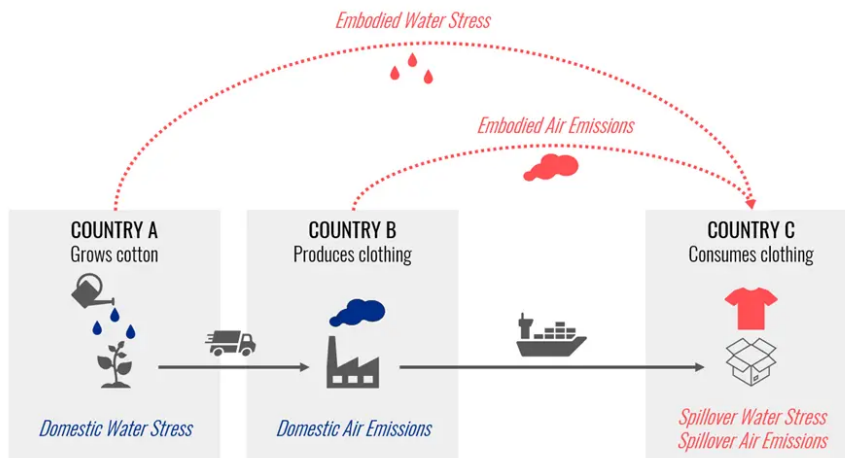 Embodied Water Stress
Embodied Air Emissions
COUNTRY A
Grows cotton
COUNTRY B
Produces clothing
COUNTRY C
Consumes clothing
Domestic Water Stress
Domestic Air Emissions
Spillover Water Stress
Spillover Air Emissions